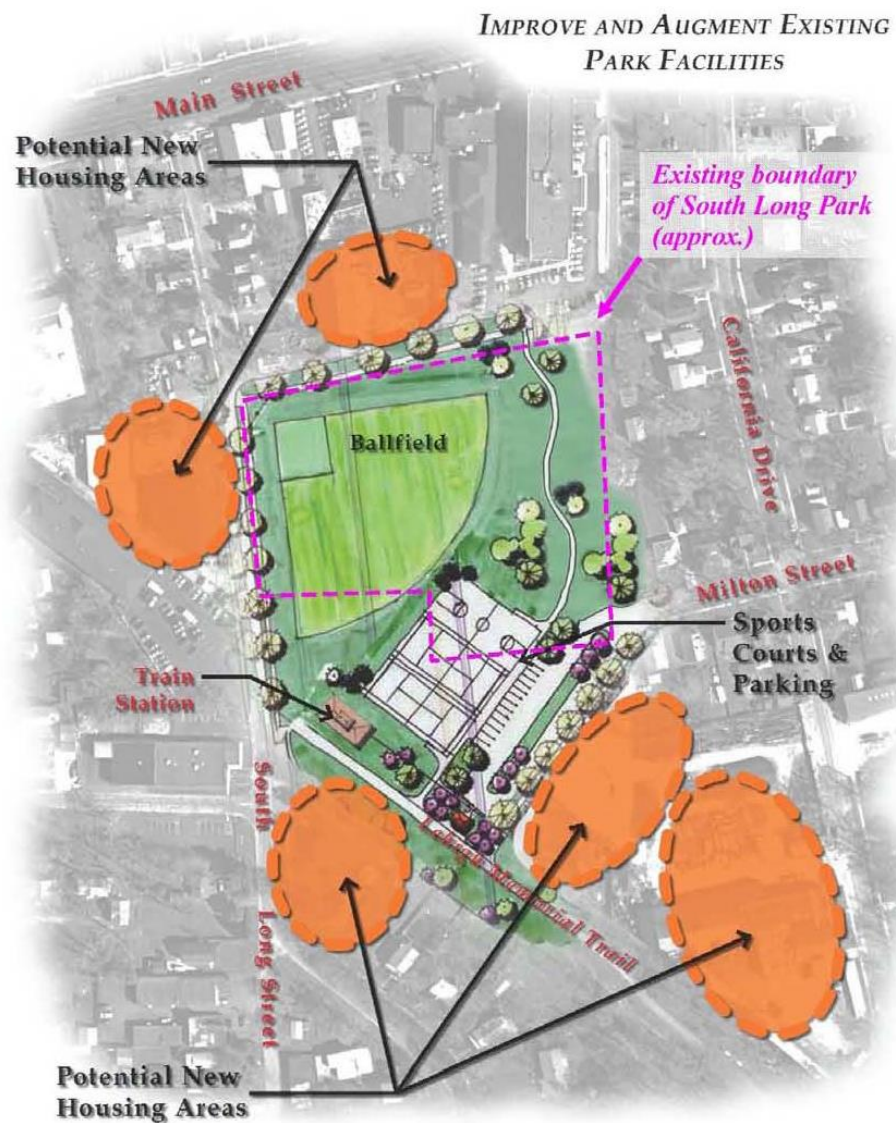 IMPROVE AND AUGMENT EXISTING
PARK FACILITIES
Main Street
Potential New
Housing Areas
Existing boundary
of South Long Park
(approx.)
California Drive
Ballfield
Milton Street
Sports
Courts &
Parking
Train
Station
South Long Street
Memorial Trail
Potential New
Housing Areas